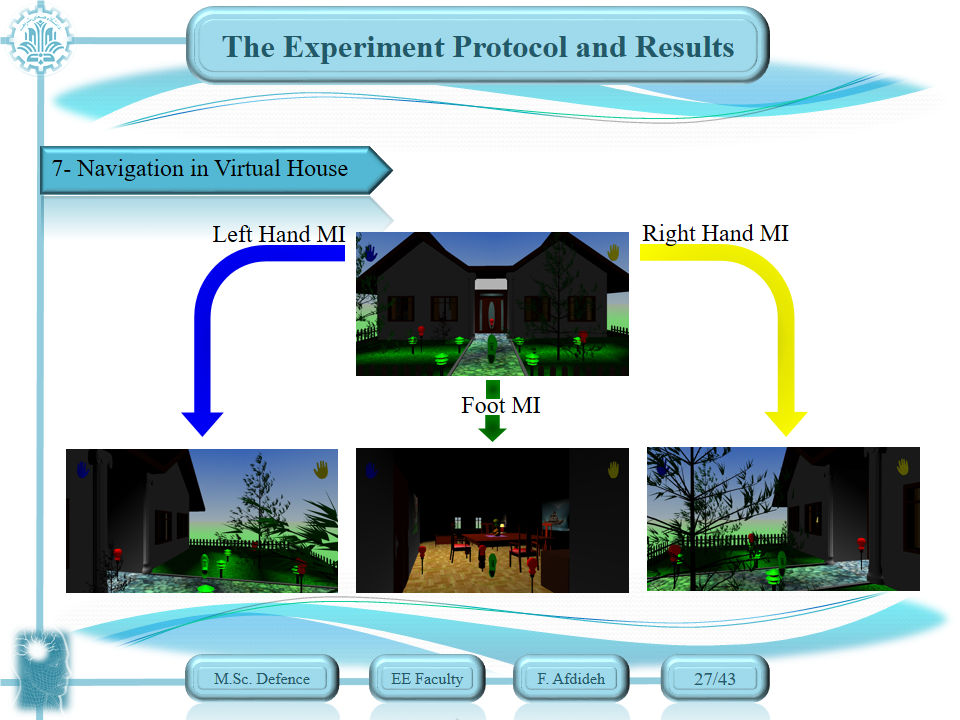 The Experiment Protocol and Results
7- Navigation in Virtual House
Left Hand MI
Right Hand MI
Foot MI
M.Sc. Defence
EE Faculty
F. Afdideh
27/43